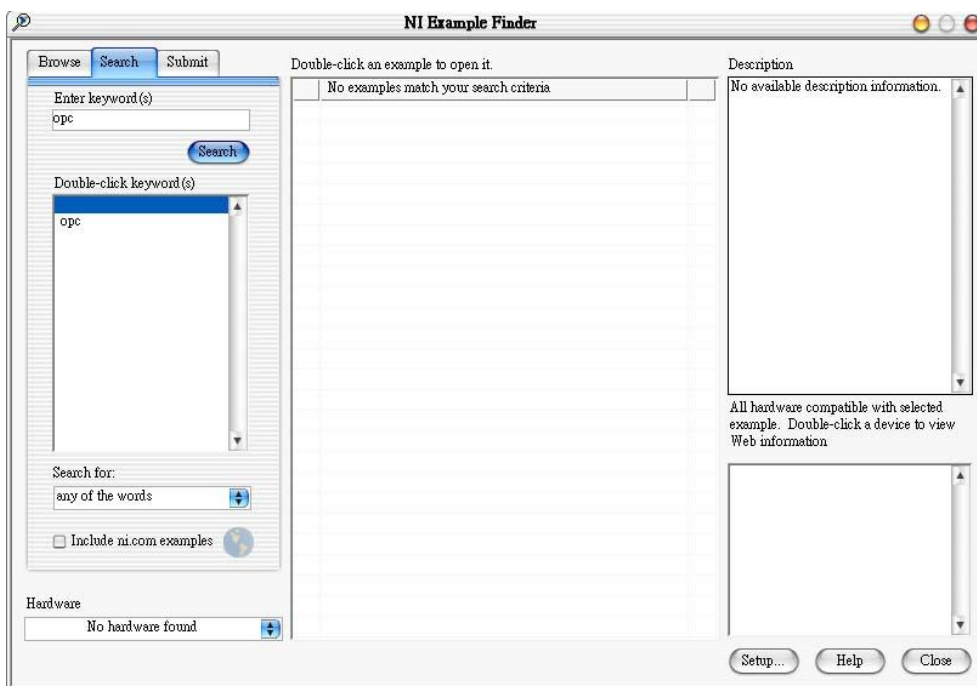 NI Example Finder
Browse
Search
Submit
Enter keyword(s)
opc
Search
Double-click keyword(s)
opc
Search for:
any of the words
Include ni.com examples
Hardware
No hardware found
Double-click an example to open it.
No examples match your search criteria
Description
No available description information.
All hardware compatible with selected
example. Double-click a device to view
Web information
Setup...
Help
Close